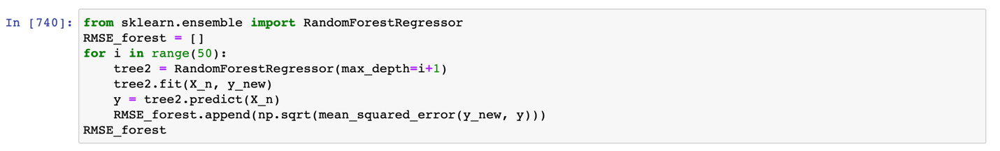 In [740]: from sklearn.ensemble import RandomForestRegressor
RMSE_forest = []
for i in range(50):
    tree2 = RandomForestRegressor(max_depth=i+1)
    tree2.fit(X_n, y_new)
    y = tree2.predict(X_n)
    RMSE_forest.append(np.sqrt(mean_squared_error(y_new, y)))
RMSE_forest